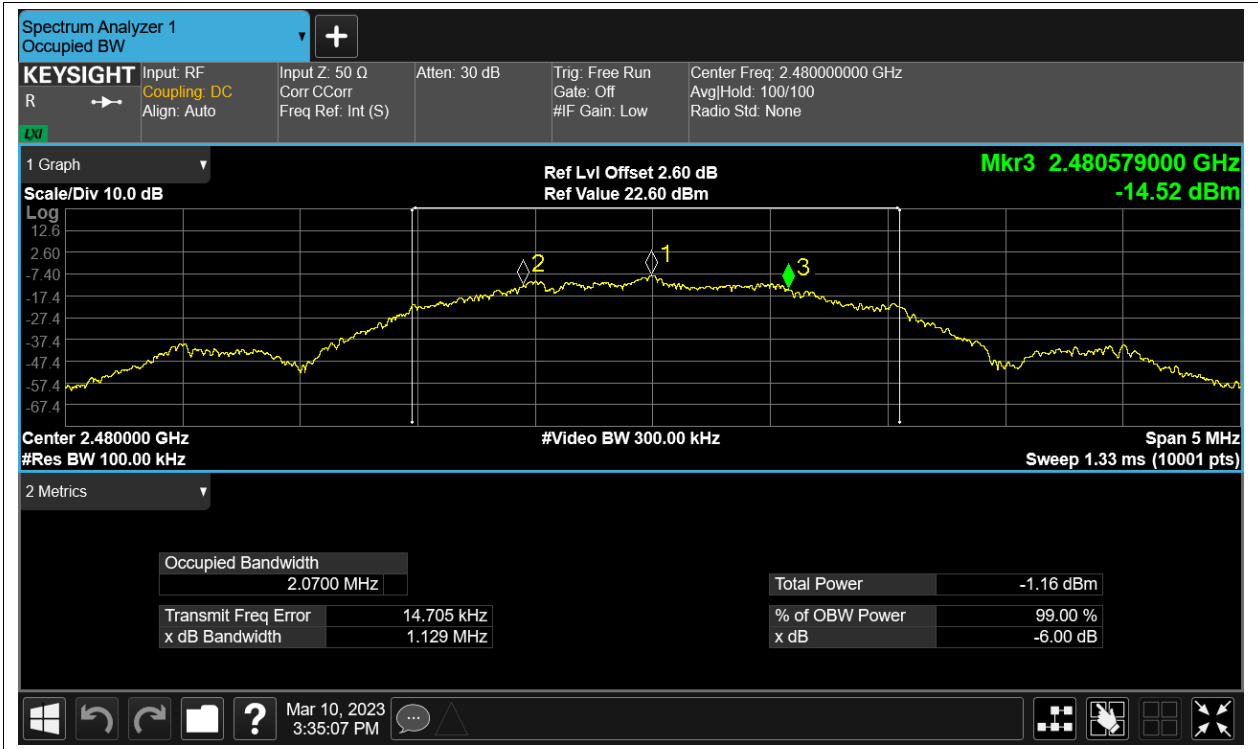 Spectrum Analyzer 1
Occupied BW
+
KEYSIGHT
R
LXI
Input: RF
Coupling: DC
Align: Auto
Input Z: 50 Ω
Corr CCorr
Freq Ref: Int (S)
Atten: 30 dB
Trig: Free Run
Gate: Off
#IF Gain: Low
Center Freq: 2.480000000 GHz
Avg|Hold: 100/100
Radio Std: None
1 Graph
Scale/Div 10.0 dB
Ref Lvl Offset 2.60 dB
Ref Value 22.60 dBm
Mkr3 2.480579000 GHz
-14.52 dBm
Log
12.6
2.60
-7.40
-17.4
-27.4
-37.4
-47.4
-57.4
-67.4
2
1
3
Center 2.480000 GHz
#Res BW 100.00 kHz
#Video BW 300.00 kHz
Span 5 MHz
Sweep 1.33 ms (10001 pts)
2 Metrics
Occupied Bandwidth
2.0700 MHz
Transmit Freq Error 14.705 kHz
x dB Bandwidth 1.129 MHz
Total Power -1.16 dBm
% of OBW Power 99.00 %
x dB -6.00 dB
?
Mar 10, 2023
3:35:07 PM